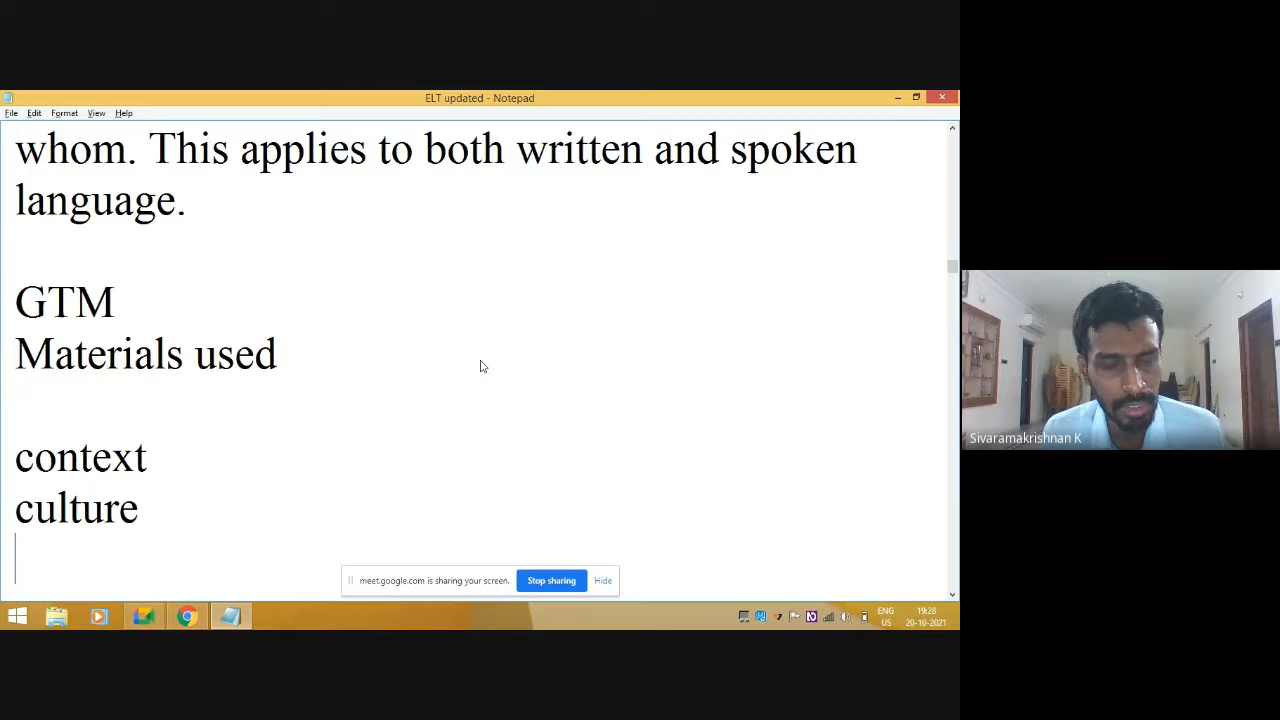 ELT updated - Notepad
File Edit Format View Help
whom. This applies to both written and spoken
language.
GTM
Materials used
context
culture
meet.google.com is sharing your screen. Stop sharing Hide
Sivaramakrishnan K
ENG 19:28
US 20-10-2021